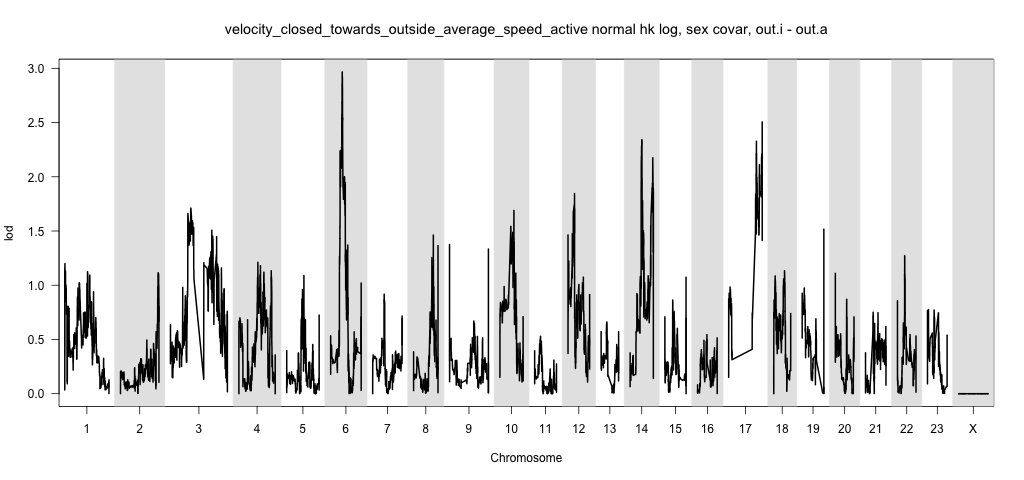 velocity_closed_towards_outside_average_speed_active normal hk log, sex covar, out.i - out.a
3.0
2.5
2.0
1.5
1.0
0.5
0.0
lod
1 2 3 4 5 6 7 8 9 10 11 12 13 14 15 16 17 18 19 20 21 22 23 X
Chromosome